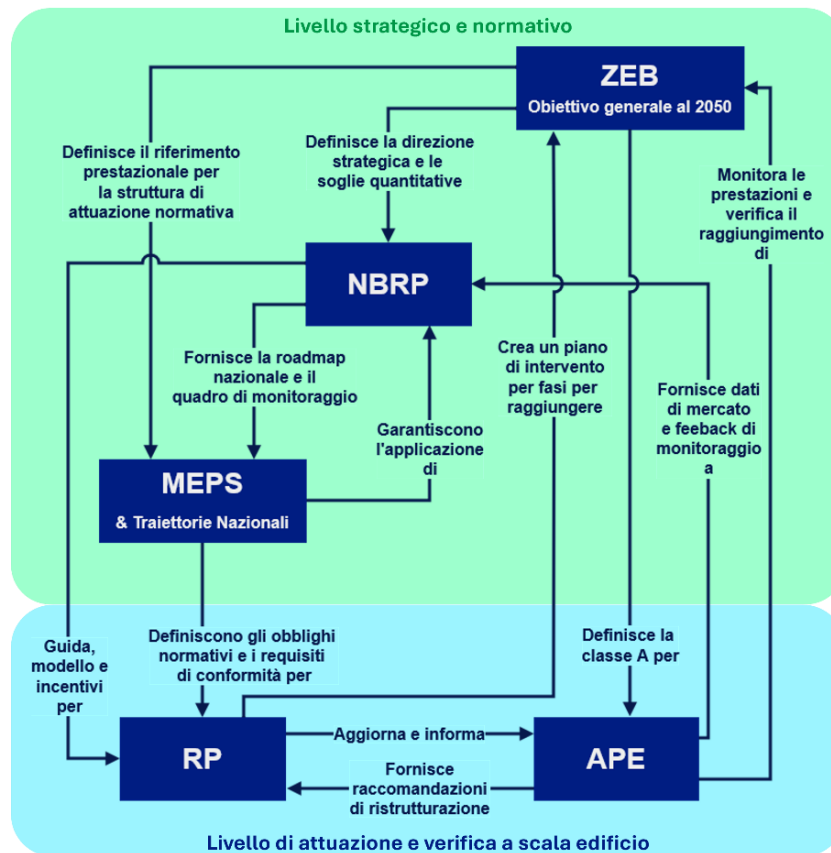 Livello strategico e normativo
ZEB
Obiettivo generale al 2050
Definisce il riferimento
prestazionale per
la struttura di
attuazione normativa
Definisce la direzione
strategica e le
soglie quantitative
Monitora le
prestazioni e
verifica il
raggiungimento
di
NBRP
Fornisce la roadmap
nazionale e il
quadro di monitoraggio
Crea un piano
di intervento
per fasi per
raggiungere
Fornisce dati
di mercato
e feeback di
monitoraggio
a
Garantiscono
l'applicazione
di
MEPS
& Traiettorie Nazionali
Guida,
modello e
incentivi
per
Definiscono gli obblighi
normativi e i requisiti
di conformità per
Definisce la
classe A per
RP
Aggiorna e informa
APE
Fornisce
raccomandazioni
di ristrutturazione
Livello di attuazione e verifica a scala edificio